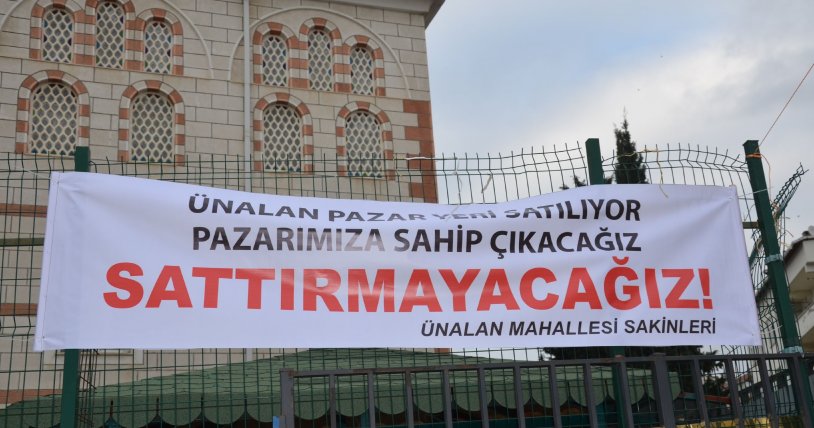 ÜNALAN PAZAR YERİ SATILIYOR
PAZARIMIZA SAHİP ÇIKACAĞIZ
SATTIRMAYACAĞIZ!
ÜNALAN MAHALLESİ SAKİNLERİ